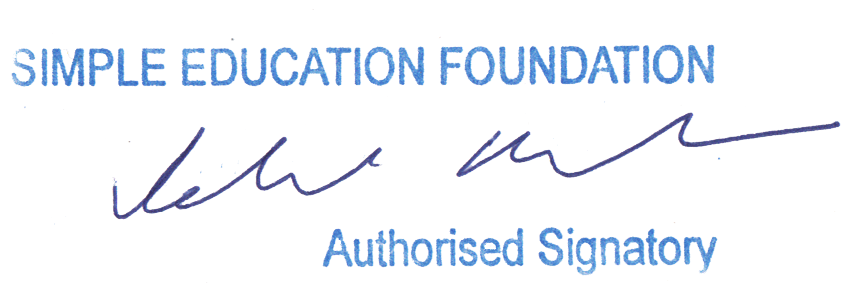 SIMPLE EDUCATION FOUNDATION
Authorised Signatory